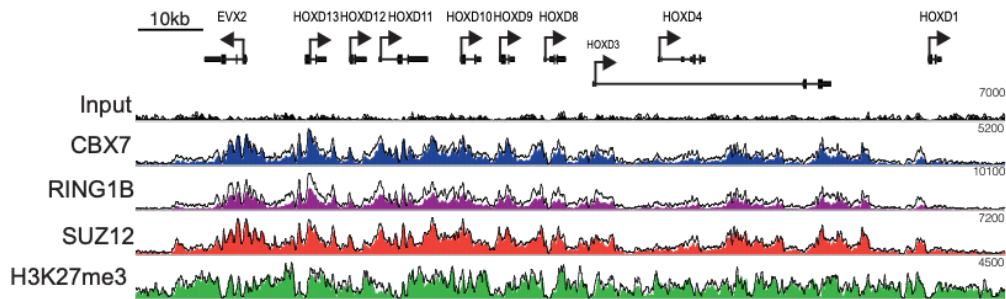 10kb
EVX2
HOXD13
HOXD12
HOXD11
HOXD10
HOXD9
HOXD8
HOXD3
HOXD4
HOXD1
Input 7000
CBX7 5200
RING1B 10100
SUZ12 7200
H3K27me3 4500